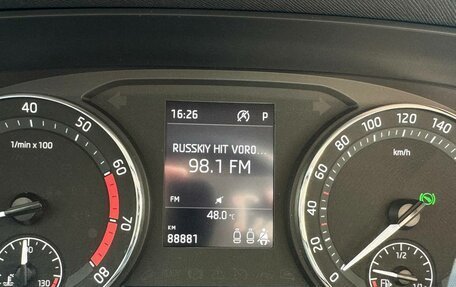 16:26 P
RUSSKIY HIT VORO...
98.1 FM
FM
48.0 °C
KM
88881
40 50 60 70 80
1/min x 100
130
0 20 40 60 80 100 120 140
km/h
1/2